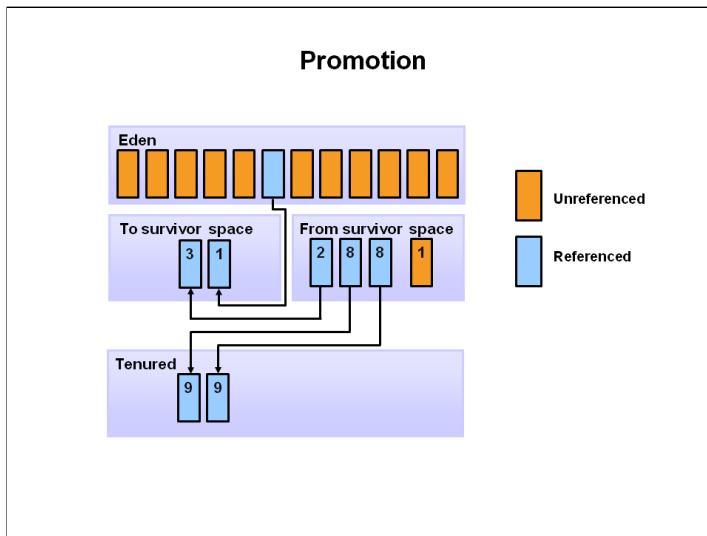 Promotion
Eden
Unreferenced
To survivor space
From survivor space
3 1
2 8 8 1
Referenced
Tenured
9 9